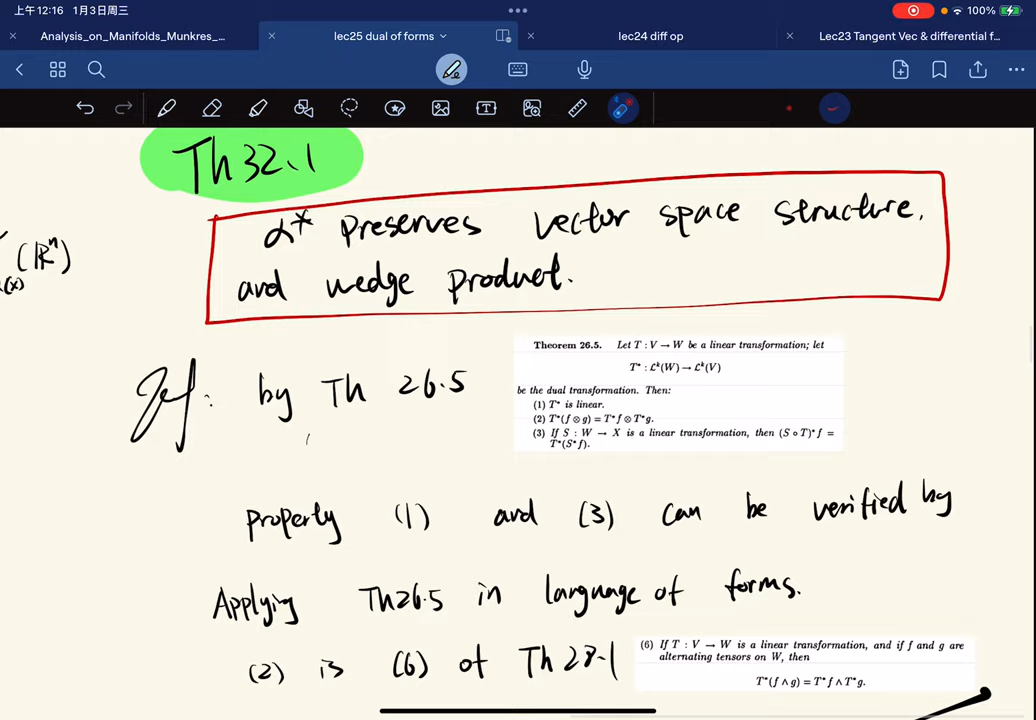 上午12:16 1月3日周三
100%
Analysis_on_Manifolds_Munkres_...
lec25 dual of forms
lec24 diff op
Lec23 Tangent Vec & differential f...
Th 32.1
α* preserves vector space structure.
and wedge product.
(ℝⁿ)
(x)
by Th 26.5
Theorem 26.5. Let T : V → W be a linear transformation; let
T* : ℒᵏ(W) → ℒᵏ(V)
be the dual transformation. Then:
(1) T* is linear.
(2) T*(f ⊗ g) = T*f ⊗ T*g.
(3) If S : W → X is a linear transformation, then (S ∘ T)*f =
T*(S*f).
property (1) and (3) can be verified by
Applying Th26.5 in language of forms.
(2) is (6) of Th 28.1
(6) If T : V → W is a linear transformation, and if f and g are
alternating tensors on W, then
T*(f ∧ g) = T*f ∧ T*g.